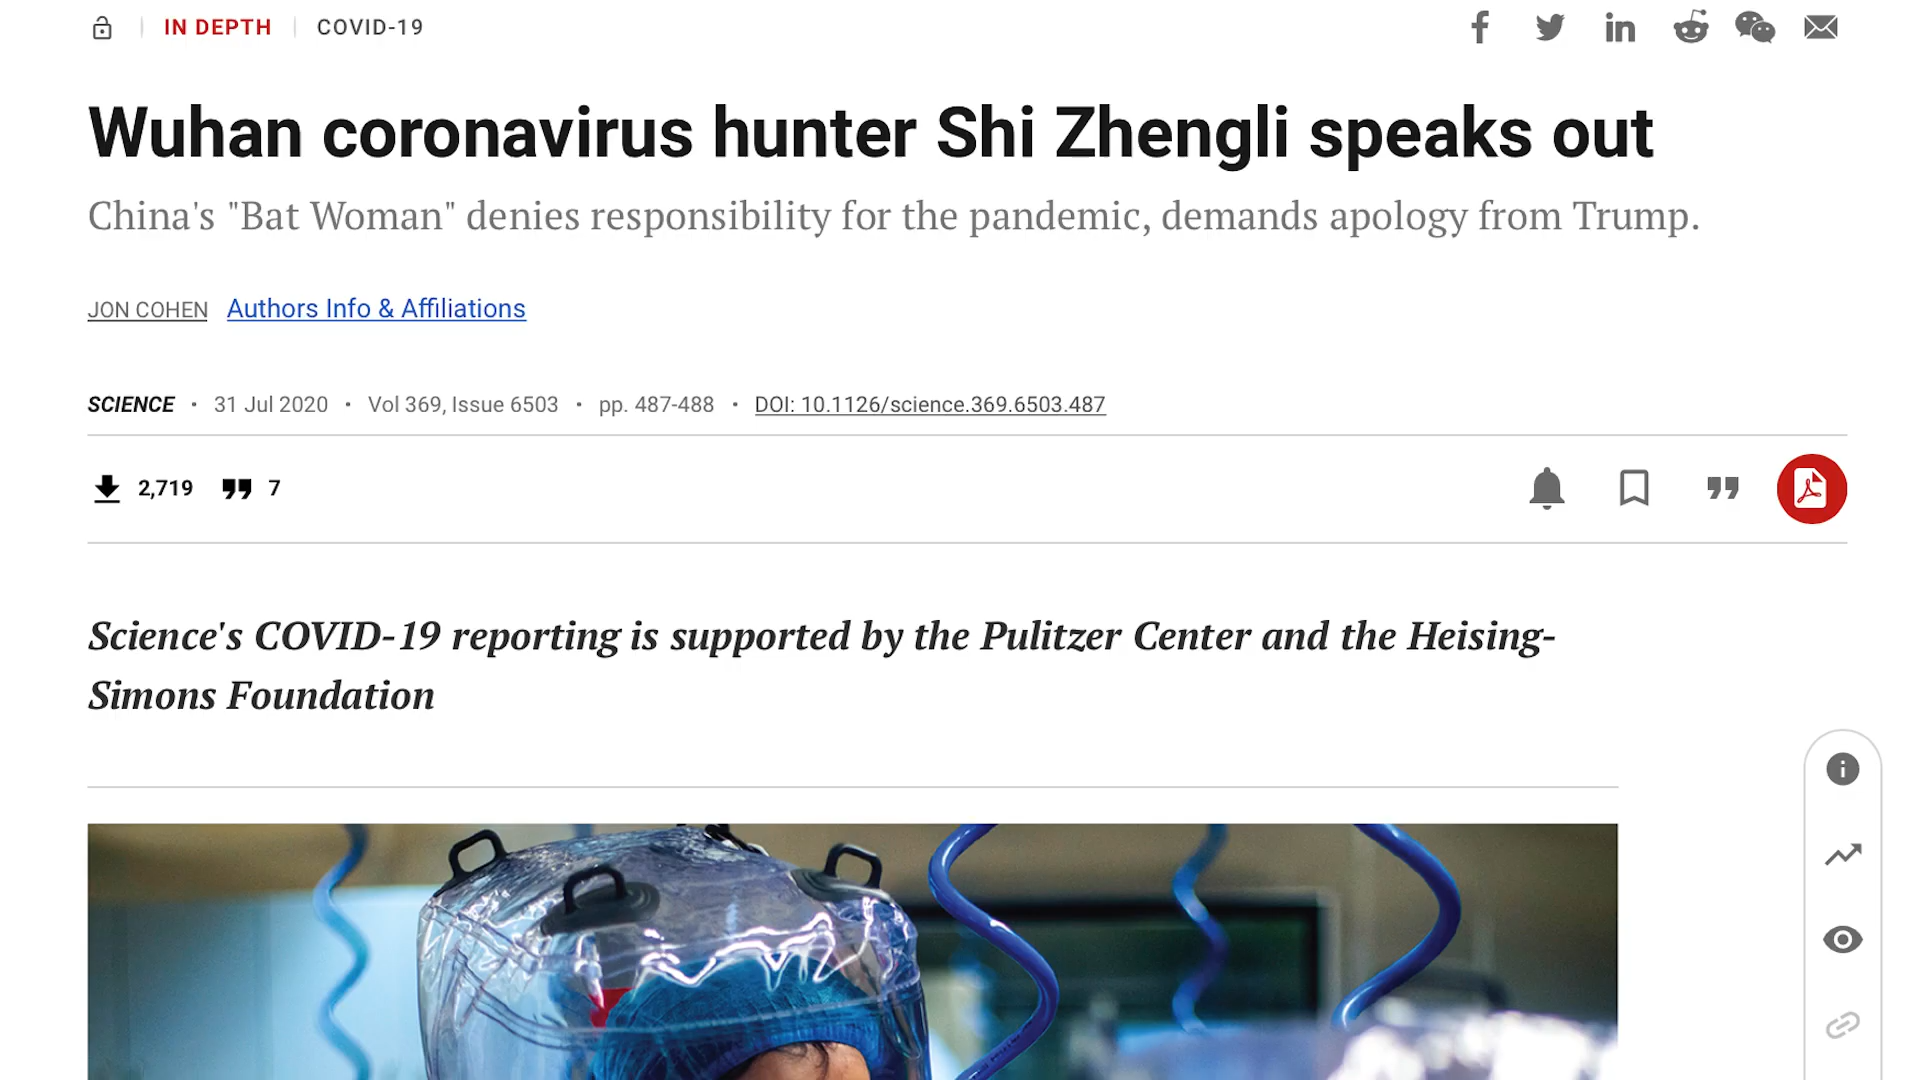 IN DEPTH COVID-19
Wuhan coronavirus hunter Shi Zhengli speaks out
China's "Bat Woman" denies responsibility for the pandemic, demands apology from Trump.
JON COHEN Authors Info & Affiliations
SCIENCE · 31 Jul 2020 · Vol 369, Issue 6503 · pp. 487-488 · DOI: 10.1126/science.369.6503.487
2,719 7
Science's COVID-19 reporting is supported by the Pulitzer Center and the Heising-
Simons Foundation